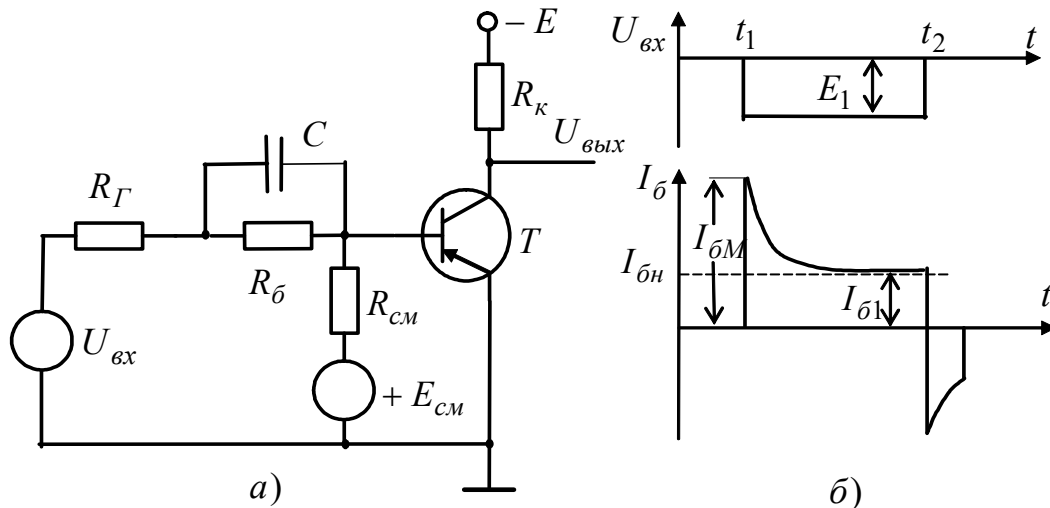 – E
R_к
U_вых
C
R_Г
R_б
T
R_см
U_вх
+ E_см
а)
U_вх
t_1
t_2
t
E_1
I_б
I_бМ
I_бн
I_б1
t
б)